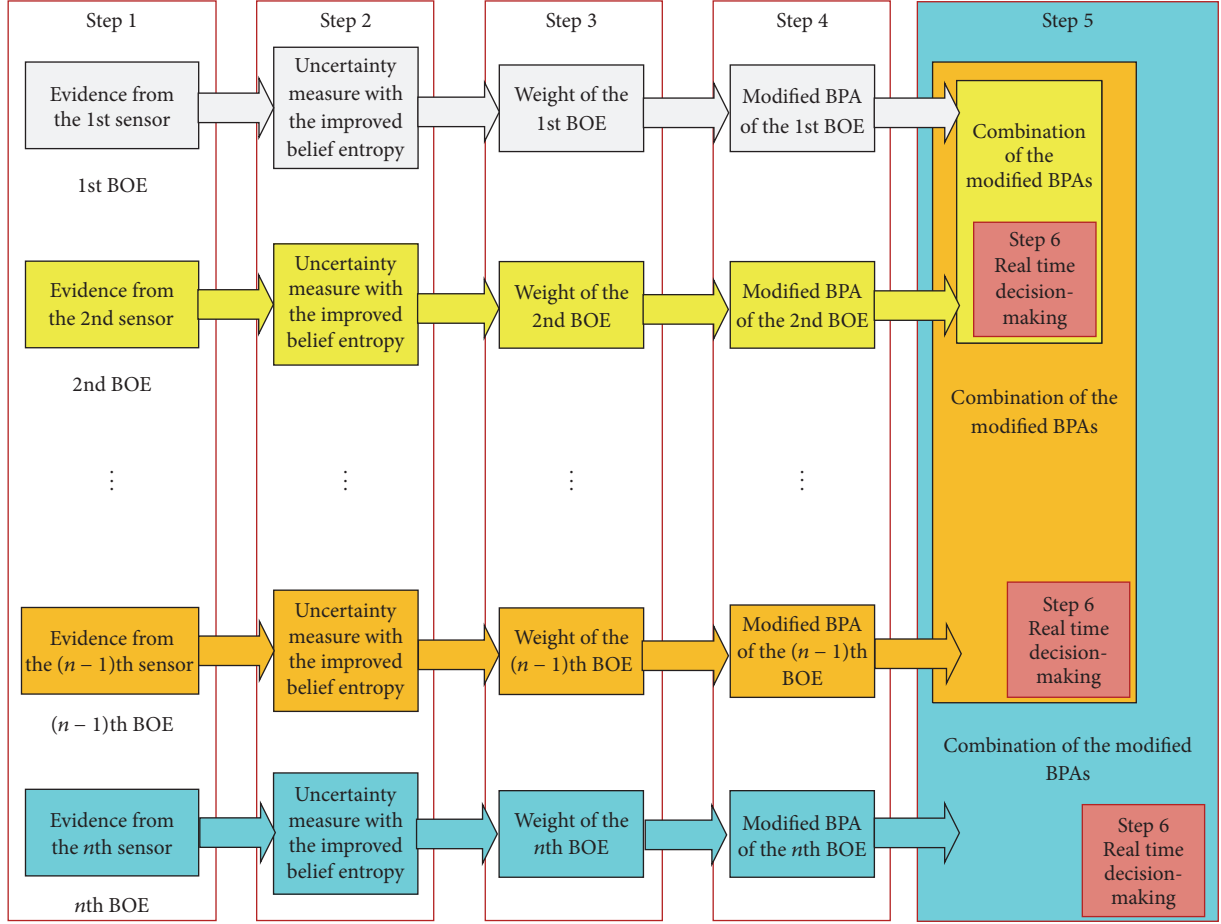 Step 1
Step 2
Step 3
Step 4
Step 5
Evidence from
the 1st sensor
1st BOE
Uncertainty
measure with
the improved
belief entropy
Weight of the
1st BOE
Modified BPA
of the 1st BOE
Combination
of the
modified BPAs
Evidence from
the 2nd sensor
2nd BOE
Uncertainty
measure with
the improved
belief entropy
Weight of the
2nd BOE
Modified BPA
of the 2nd BOE
Step 6
Real time
decision-
making
Combination of the
modified BPAs
⋮
⋮
⋮
⋮
Evidence from
the (n − 1)th sensor
(n − 1)th BOE
Uncertainty
measure with
the improved
belief entropy
Weight of the
(n − 1)th BOE
Modified BPA
of the (n − 1)th
BOE
Step 6
Real time
decision-
making
Combination of the modified
BPAs
Evidence from
the nth sensor
nth BOE
Uncertainty
measure with
the improved
belief entropy
Weight of the
nth BOE
Modified BPA
of the nth BOE
Step 6
Real time
decision-
making